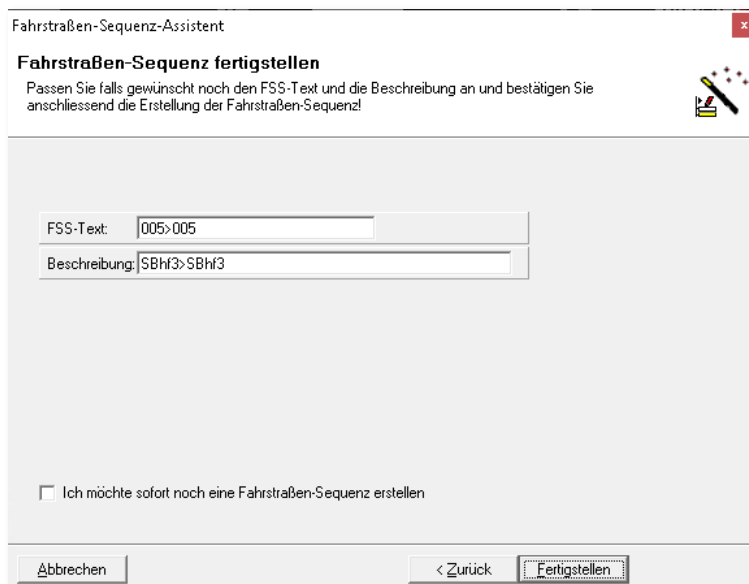 Fahrstraßen-Sequenz-Assistent
x
Fahrstraßen-Sequenz fertigstellen
Passen Sie falls gewünscht noch den FSS-Text und die Beschreibung an und bestätigen Sie
anschliessend die Erstellung der Fahrstraßen-Sequenz!
FSS-Text: 005>005
Beschreibung: SBhf3>SBhf3
Ich möchte sofort noch eine Fahrstraßen-Sequenz erstellen
Abbrechen < Zurück Fertigstellen